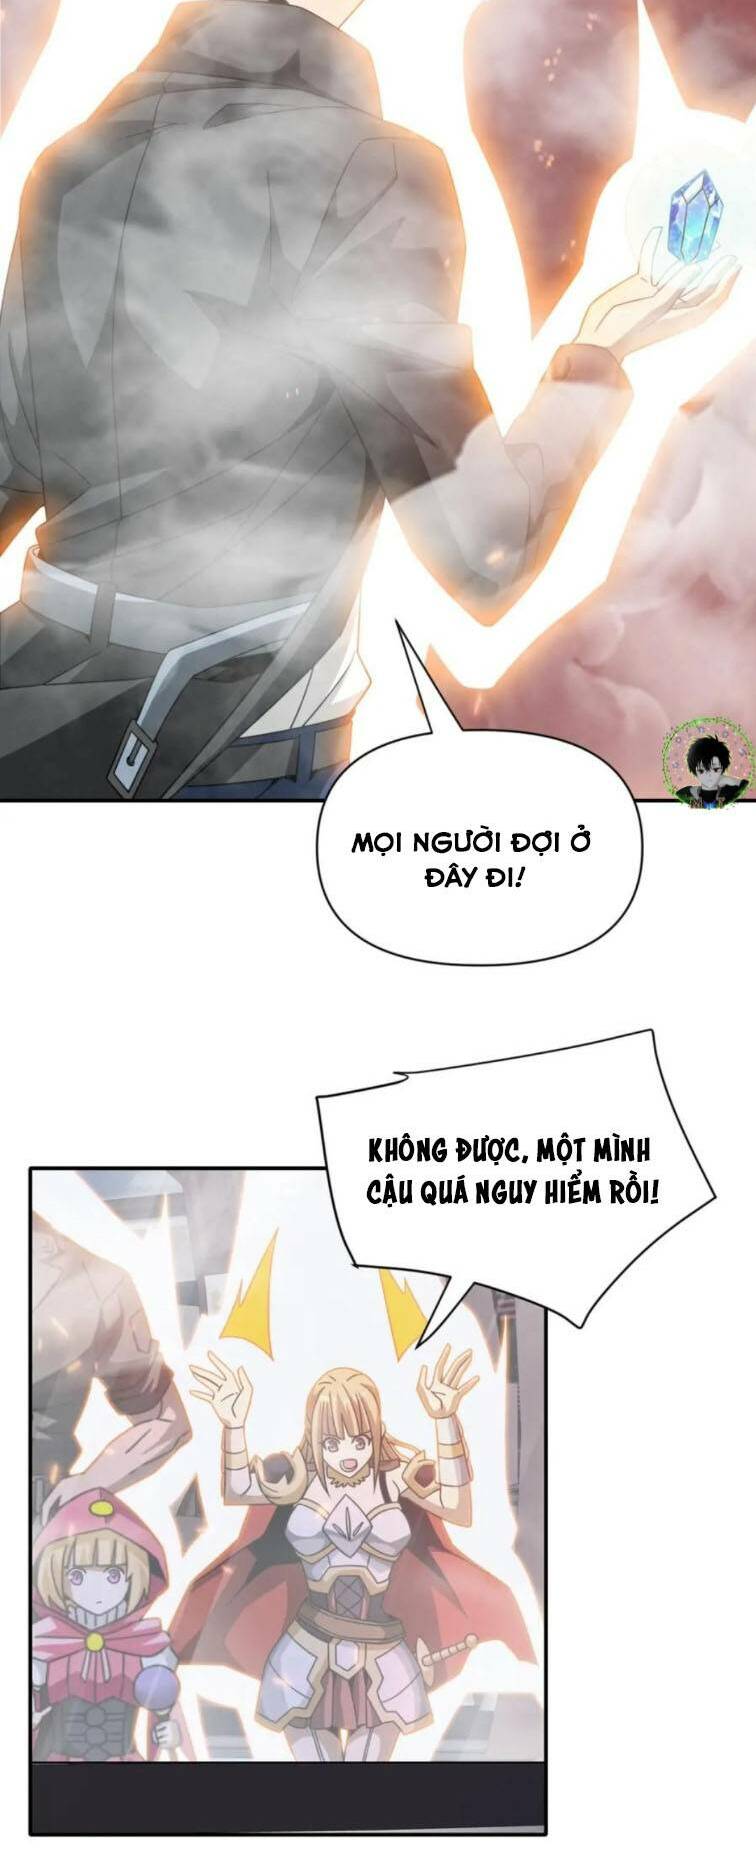 MỌI NGƯỜI ĐỢI Ở
ĐÂY ĐI!
KHÔNG ĐƯỢC, MỘT MÌNH
CẬU QUÁ NGUY HIỂM RỒI!